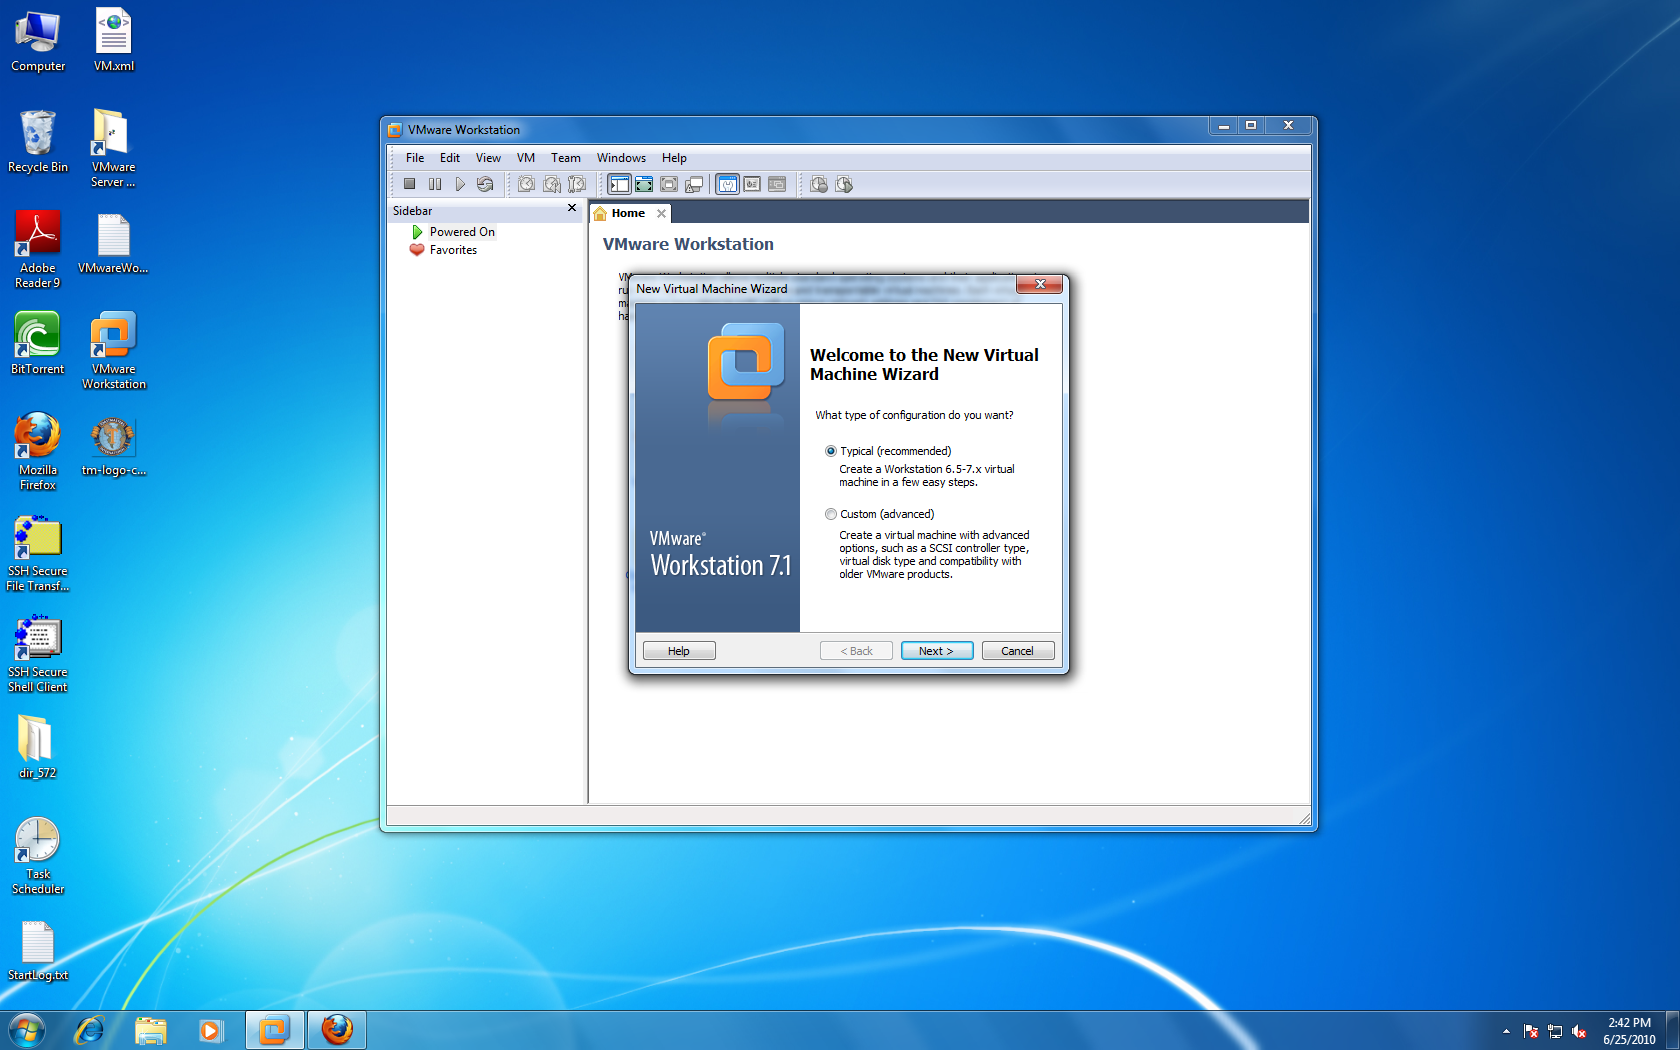 Computer
VM.xml
Recycle Bin
VMware
Server ...
Adobe
Reader 9
VMwareWo...
BitTorrent
VMware
Workstation
Mozilla
Firefox
tm-logo-c...
SSH Secure
File Transf...
SSH Secure
Shell Client
dir_572
Task
Scheduler
StartLog.txt
VMware Workstation
File Edit View VM Team Windows Help
Sidebar
Powered On
Favorites
Home
VMware Workstation
New Virtual Machine Wizard
VMware®
Workstation 7.1
Welcome to the New Virtual
Machine Wizard
What type of configuration do you want?
Typical (recommended)
Create a Workstation 6.5-7.x virtual
machine in a few easy steps.
Custom (advanced)
Create a virtual machine with advanced
options, such as a SCSI controller type,
virtual disk type and compatibility with
older VMware products.
Help < Back Next > Cancel
2:42 PM
6/25/2010